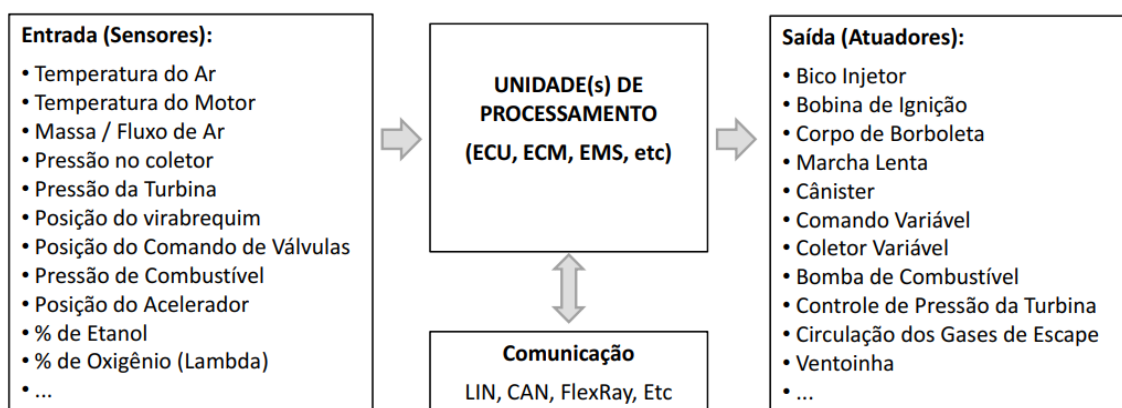 Entrada (Sensores):
• Temperatura do Ar
• Temperatura do Motor
• Massa / Fluxo de Ar
• Pressão no coletor
• Pressão da Turbina
• Posição do virabrequim
• Posição do Comando de Válvulas
• Pressão de Combustível
• Posição do Acelerador
• % de Etanol
• % de Oxigênio (Lambda)
• ...
UNIDADE(s) DE
PROCESSAMENTO
(ECU, ECM, EMS, etc)
Comunicação
LIN, CAN, FlexRay, Etc
Saída (Atuadores):
• Bico Injetor
• Bobina de Ignição
• Corpo de Borboleta
• Marcha Lenta
• Cânister
• Comando Variável
• Coletor Variável
• Bomba de Combustível
• Controle de Pressão da Turbina
• Circulação dos Gases de Escape
• Ventoinha
• ...